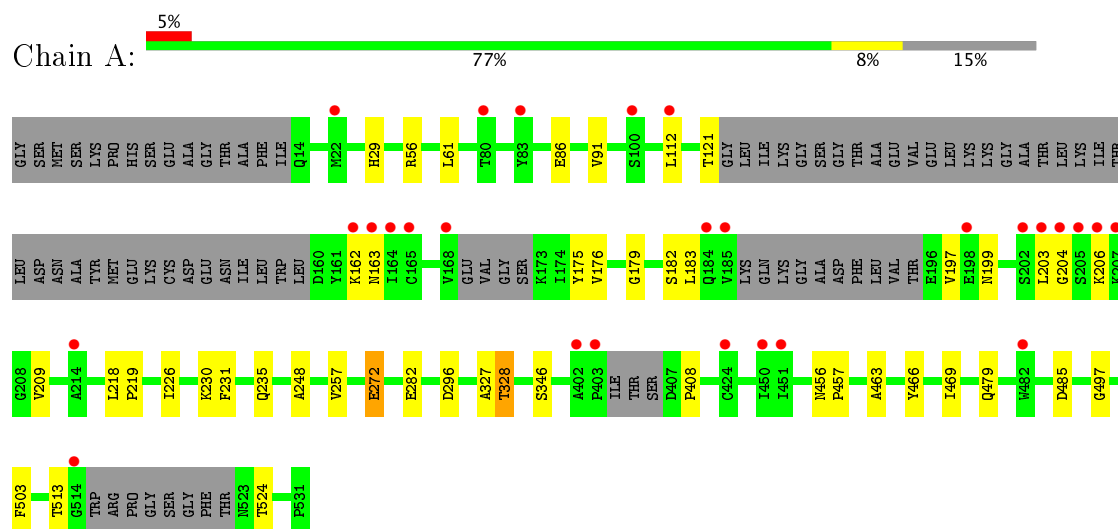 5%
Chain A:
77% 8% 15%
GLY SER MET SER LYS PRO HIS SER GLU ALA GLY THR ALA PHE ILE Q14 M22 H29 R56 L61 T80 Y83 E86 V91 S100 L112 T121 GLY LEU ILE LYS GLY SER GLY THR ALA GLU VAL GLU LEU LYS LYS GLY ALA THR LEU LYS ILE THR
LEU ASP ASN ALA TYR MET GLU LYS CYS ASP GLU ASN ILE LEU TRP LEU D160 Y161 K162 N163 I164 C165 V168 GLU VAL GLY SER K173 I174 Y175 V176 G179 S182 L183 Q184 V185 LYS GLN LYS GLY ALA ASP PHE LEU VAL THR E196 V197 E198 N199 S202 L203 G204 S205 K206 K207
G208 V209 A214 L218 P219 I226 K230 F231 Q235 A248 V257 E272 E282 D296 A327 T328 S346 A402 P403 ILE THR SER D407 P408 C424 I450 I451 N456 P457 A463 Y466 I469 Q479 W482 D485 G497
F503 T513 G514 TRP ARG PRO GLY SER GLY PHE THR N523 T524 P531